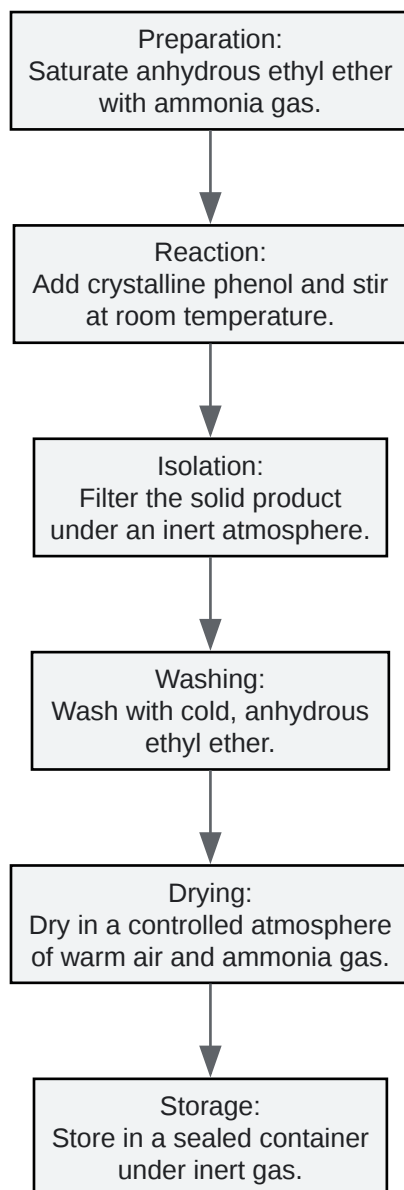 Preparation:
Saturate anhydrous ethyl ether
with ammonia gas.
Reaction:
Add crystalline phenol and stir
at room temperature.
Isolation:
Filter the solid product
under an inert atmosphere.
Washing:
Wash with cold, anhydrous
ethyl ether.
Drying:
Dry in a controlled atmosphere
of warm air and ammonia gas.
Storage:
Store in a sealed container
under inert gas.